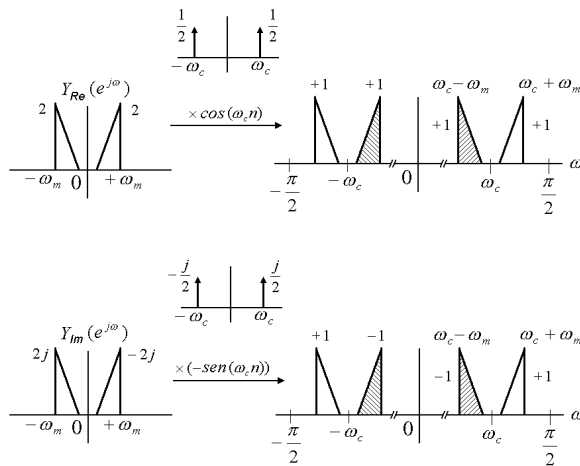 1/2 1/2
−ω_c ω_c
Y_Re(e^{jω})
2 2
×cos(ω_c n)
+1 +1 ω_c−ω_m ω_c+ω_m
+1 +1
−ω_m 0 +ω_m
−π/2 −ω_c 0 ω_c π/2 ω
−j/2 j/2
−ω_c ω_c
Y_Im(e^{jω})
2j −2j
×(−sen(ω_c n))
+1 −1 ω_c−ω_m ω_c+ω_m
−1 +1
−ω_m 0 +ω_m
−π/2 −ω_c 0 ω_c π/2 ω